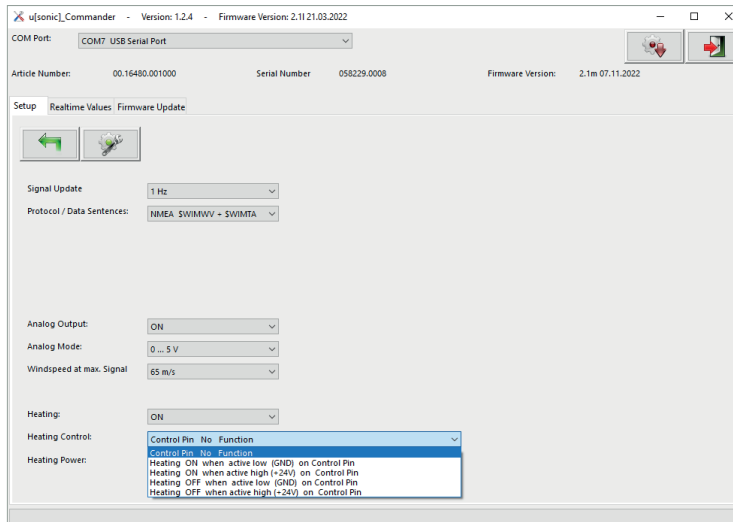 u[sonic]_Commander - Version: 1.2.4 - Firmware Version: 2.1l 21.03.2022
COM Port: COM7 USB Serial Port
Article Number: 00.16480.001000 Serial Number 058229.0008 Firmware Version: 2.1m 07.11.2022
Setup Realtime Values Firmware Update
Signal Update 1 Hz
Protocol / Data Sentences: NMEA $WIMWV + $WIMTA
Analog Output: ON
Analog Mode: 0 ... 5 V
Windspeed at max. Signal 65 m/s
Heating: ON
Heating Control: Control Pin No Function
Control Pin No Function
Heating Power: Heating ON when active low (GND) on Control Pin
Heating ON when active high (+24V) on Control Pin
Heating OFF when active low (GND) on Control Pin
Heating OFF when active high (+24V) on Control Pin